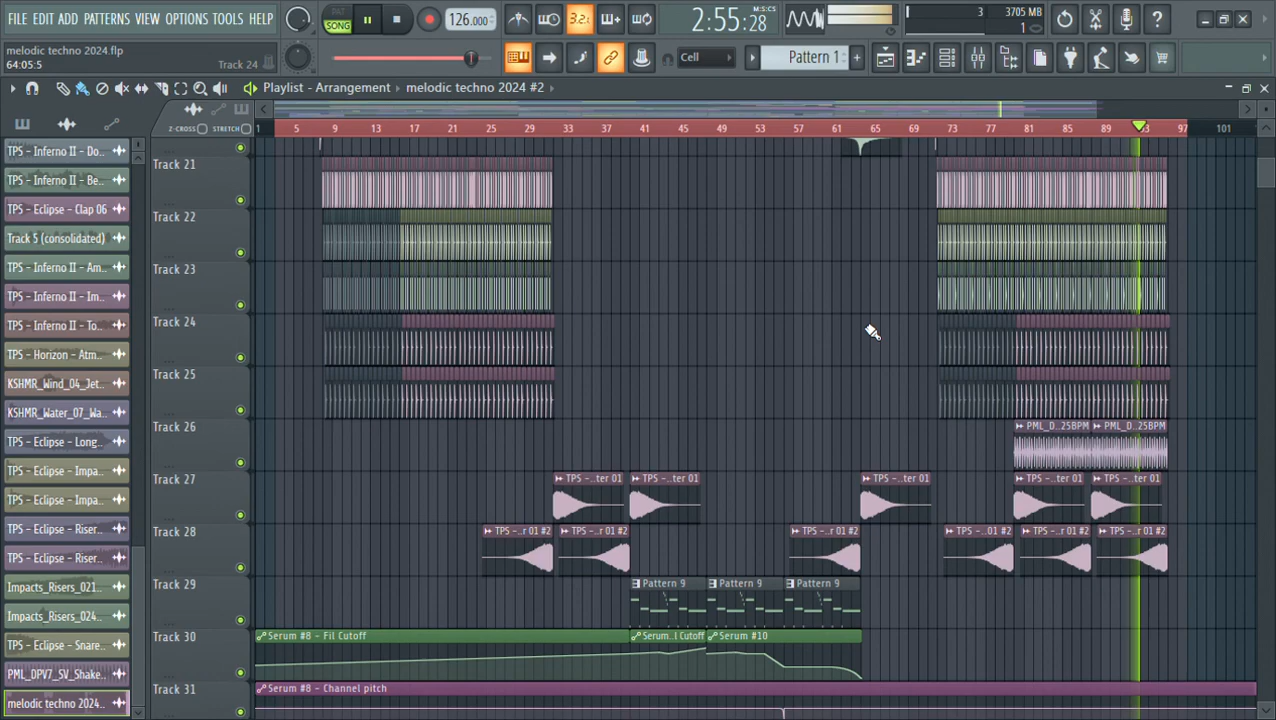 FILE EDIT PATTERNS VIEW OPTIONS TOOLS HELP
PAT
SONG
126.000
3.2.
2:55:28
M:S:CS
3
3705 MB
1
melodic techno 2024.flp
64:05:5
Track 24
Cell
Pattern 1
Playlist - Arrangement
melodic techno 2024 #2
Z-CROSS
STRETCH
1 5 9 13 17 21 25 29 33 37 41 45 49 53 57 61 65 69 73 77 81 85 89 93 97 101
TPS - Inferno II - Do..
TPS - Inferno II - Be..
TPS - Eclipse - Clap 06
Track 5 (consolidated)
TPS - Inferno II - Am..
TPS - Inferno II - Im..
TPS - Inferno II - To..
TPS - Horizon - Atm..
KSHMR_Wind_04_Jet..
KSHMR_Water_07_Wa..
TPS - Eclipse - Long..
TPS - Eclipse - Impa..
TPS - Eclipse - Impa..
TPS - Eclipse - Riser..
TPS - Eclipse - Riser..
Impacts_Risers_021..
Impacts_Risers_024..
TPS - Eclipse - Snare..
PML_DPV7_SV_Shake..
melodic techno 2024..
Track 21
Track 22
Track 23
Track 24
Track 25
Track 26
PML_D..25BPM
PML_D..25BPM
Track 27
TPS -..ter 01
TPS -..ter 01
TPS -..ter 01
TPS -..ter 01
TPS -..ter 01
Track 28
TPS -..r 01 #2
TPS -..r 01 #2
TPS -..r 01 #2
TPS -..01 #2
TPS -..r 01 #2
TPS -..r 01 #2
Track 29
Pattern 9
Pattern 9
Pattern 9
Track 30
Serum #8 - Fil Cutoff
Serum..l Cutoff
Serum #10
Track 31
Serum #8 - Channel pitch